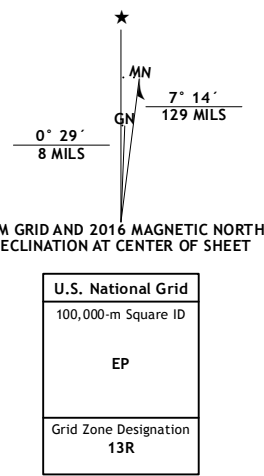 ★
MN
GN
7° 14´
129 MILS
0° 29´
8 MILS
M GRID AND 2016 MAGNETIC NORTH
ECLINATION AT CENTER OF SHEET
U.S. National Grid
100,000-m Square ID
EP
Grid Zone Designation
13R